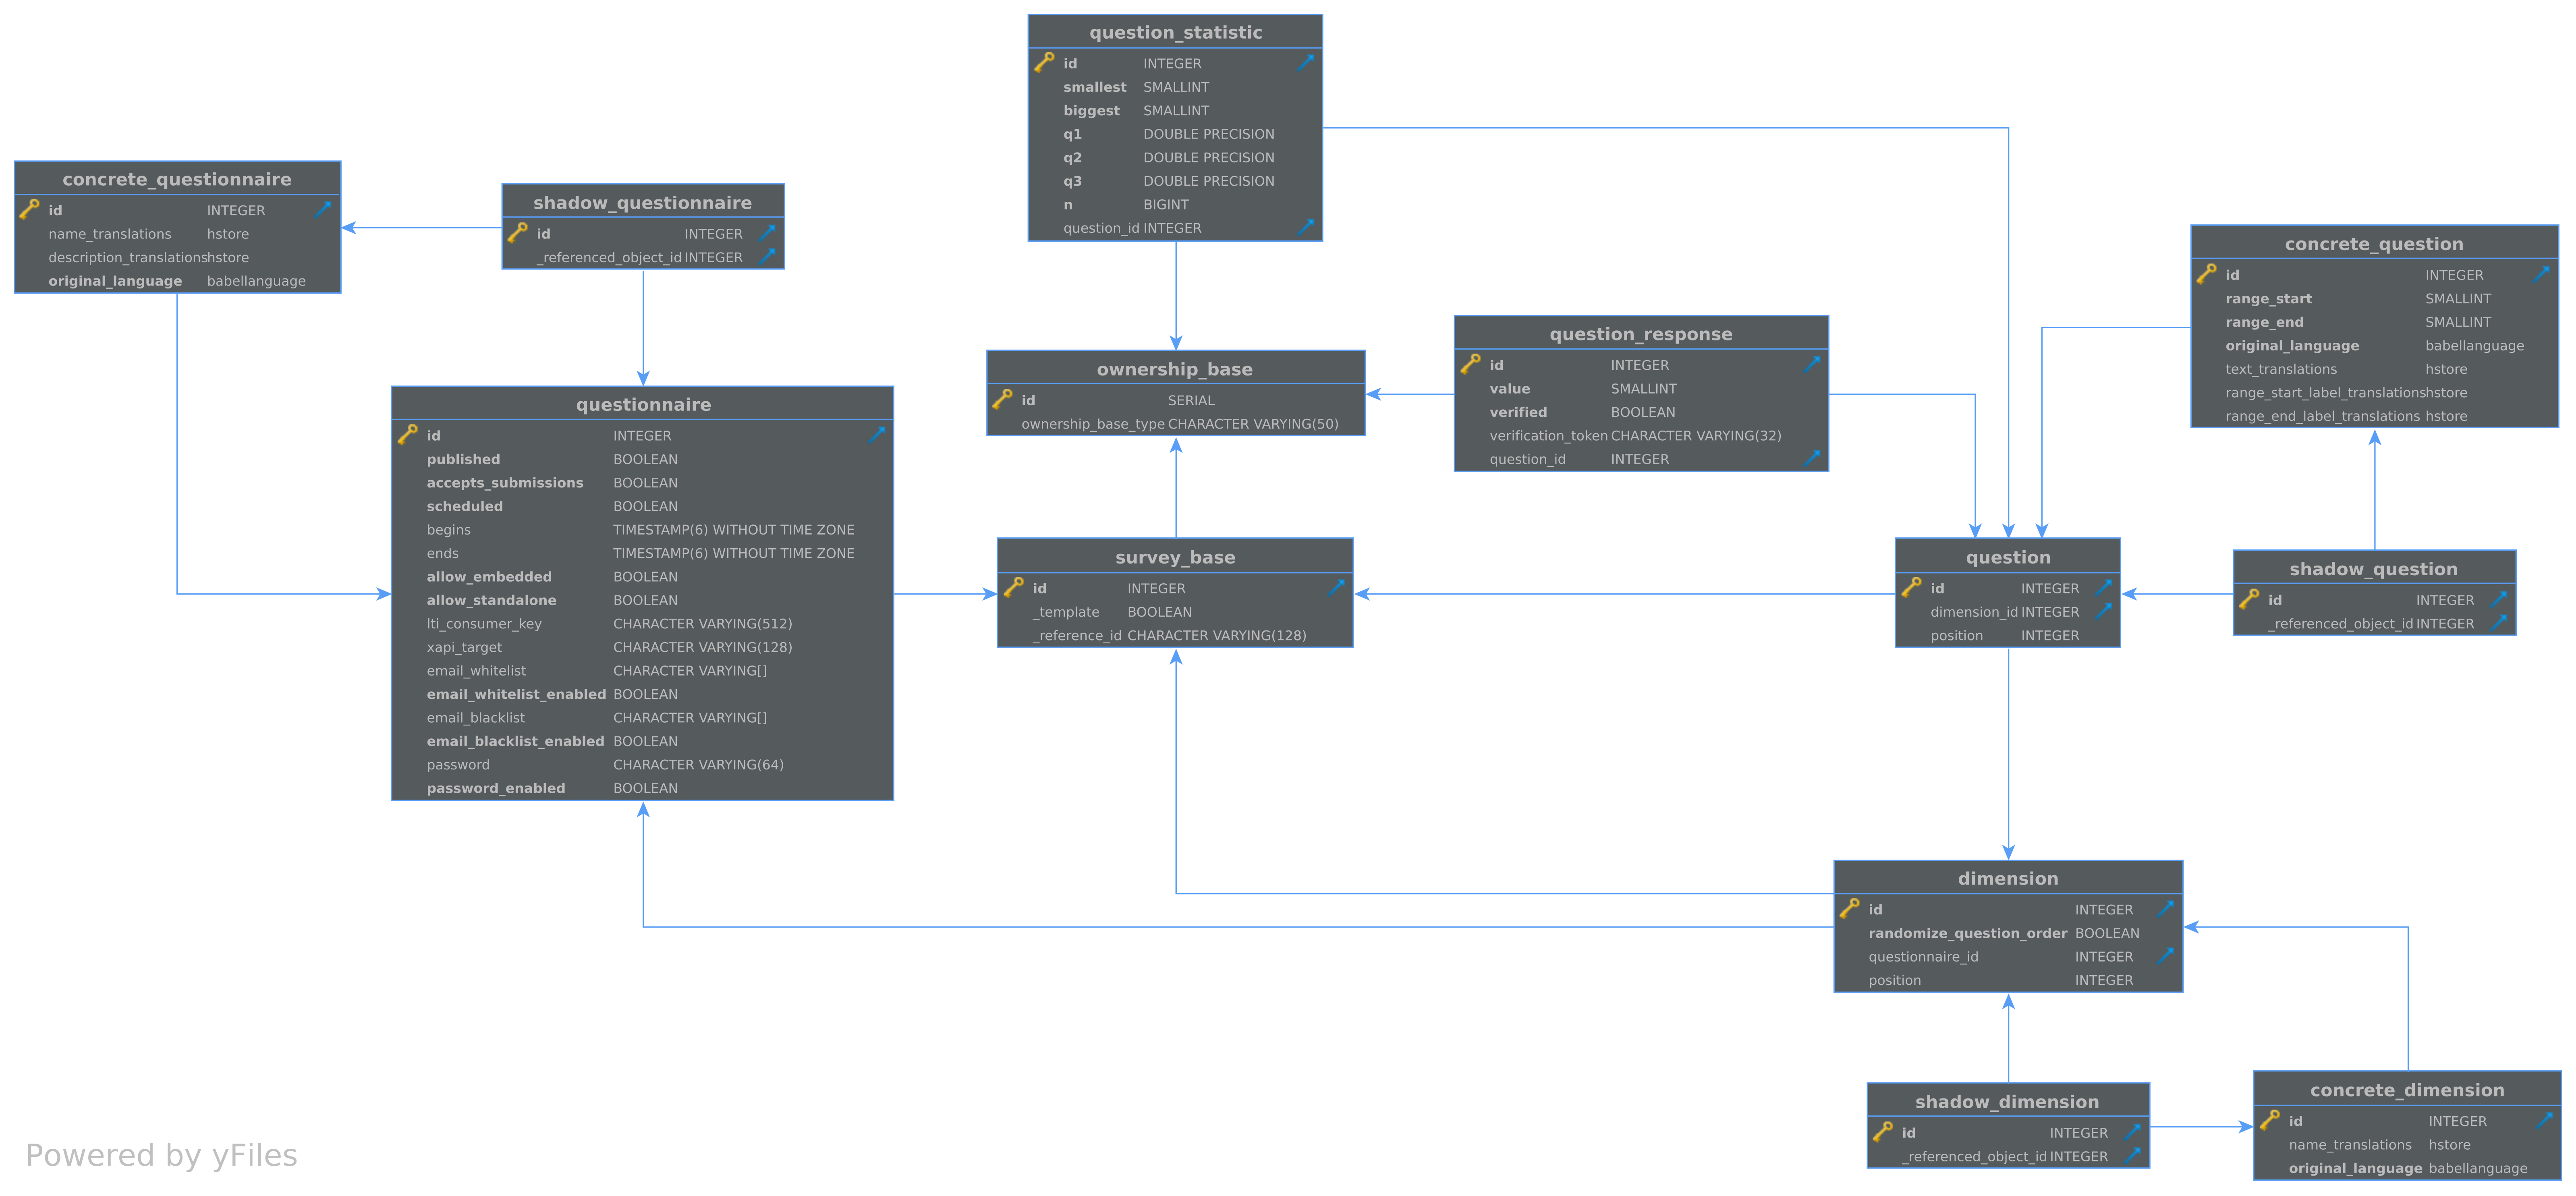 question_statistic
id INTEGER
smallest SMALLINT
biggest SMALLINT
q1 DOUBLE PRECISION
q2 DOUBLE PRECISION
q3 DOUBLE PRECISION
n BIGINT
question_id INTEGER
concrete_questionnaire
id INTEGER
name_translations hstore
description_translations hstore
original_language babellanguage
shadow_questionnaire
id INTEGER
_referenced_object_id INTEGER
concrete_question
id INTEGER
range_start SMALLINT
range_end SMALLINT
original_language babellanguage
text_translations hstore
range_start_label_translations hstore
range_end_label_translations hstore
question_response
id INTEGER
value SMALLINT
verified BOOLEAN
verification_token CHARACTER VARYING(32)
question_id INTEGER
ownership_base
id SERIAL
ownership_base_type CHARACTER VARYING(50)
questionnaire
id INTEGER
published BOOLEAN
accepts_submissions BOOLEAN
scheduled BOOLEAN
begins TIMESTAMP(6) WITHOUT TIME ZONE
ends TIMESTAMP(6) WITHOUT TIME ZONE
allow_embedded BOOLEAN
allow_standalone BOOLEAN
lti_consumer_key CHARACTER VARYING(512)
xapi_target CHARACTER VARYING(128)
email_whitelist CHARACTER VARYING[]
email_whitelist_enabled BOOLEAN
email_blacklist CHARACTER VARYING[]
email_blacklist_enabled BOOLEAN
password CHARACTER VARYING(64)
password_enabled BOOLEAN
survey_base
id INTEGER
_template BOOLEAN
_reference_id CHARACTER VARYING(128)
question
id INTEGER
dimension_id INTEGER
position INTEGER
shadow_question
id INTEGER
_referenced_object_id INTEGER
dimension
id INTEGER
randomize_question_order BOOLEAN
questionnaire_id INTEGER
position INTEGER
shadow_dimension
id INTEGER
_referenced_object_id INTEGER
concrete_dimension
id INTEGER
name_translations hstore
original_language babellanguage
Powered by yFiles